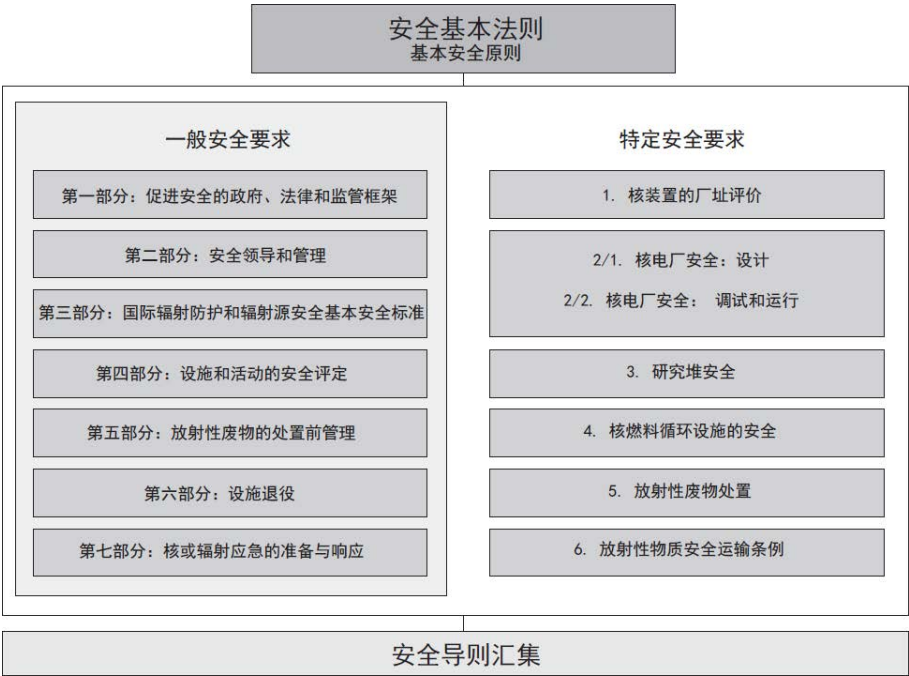 安全基本法则
基本安全原则
一般安全要求
第一部分：促进安全的政府、法律和监管框架
第二部分：安全领导和管理
第三部分：国际辐射防护和辐射源安全基本安全标准
第四部分：设施和活动的安全评定
第五部分：放射性废物的处置前管理
第六部分：设施退役
第七部分：核或辐射应急的准备与响应
特定安全要求
1. 核装置的厂址评价
2/1. 核电厂安全：设计
2/2. 核电厂安全： 调试和运行
3. 研究堆安全
4. 核燃料循环设施的安全
5. 放射性废物处置
6. 放射性物质安全运输条例
安全导则汇集